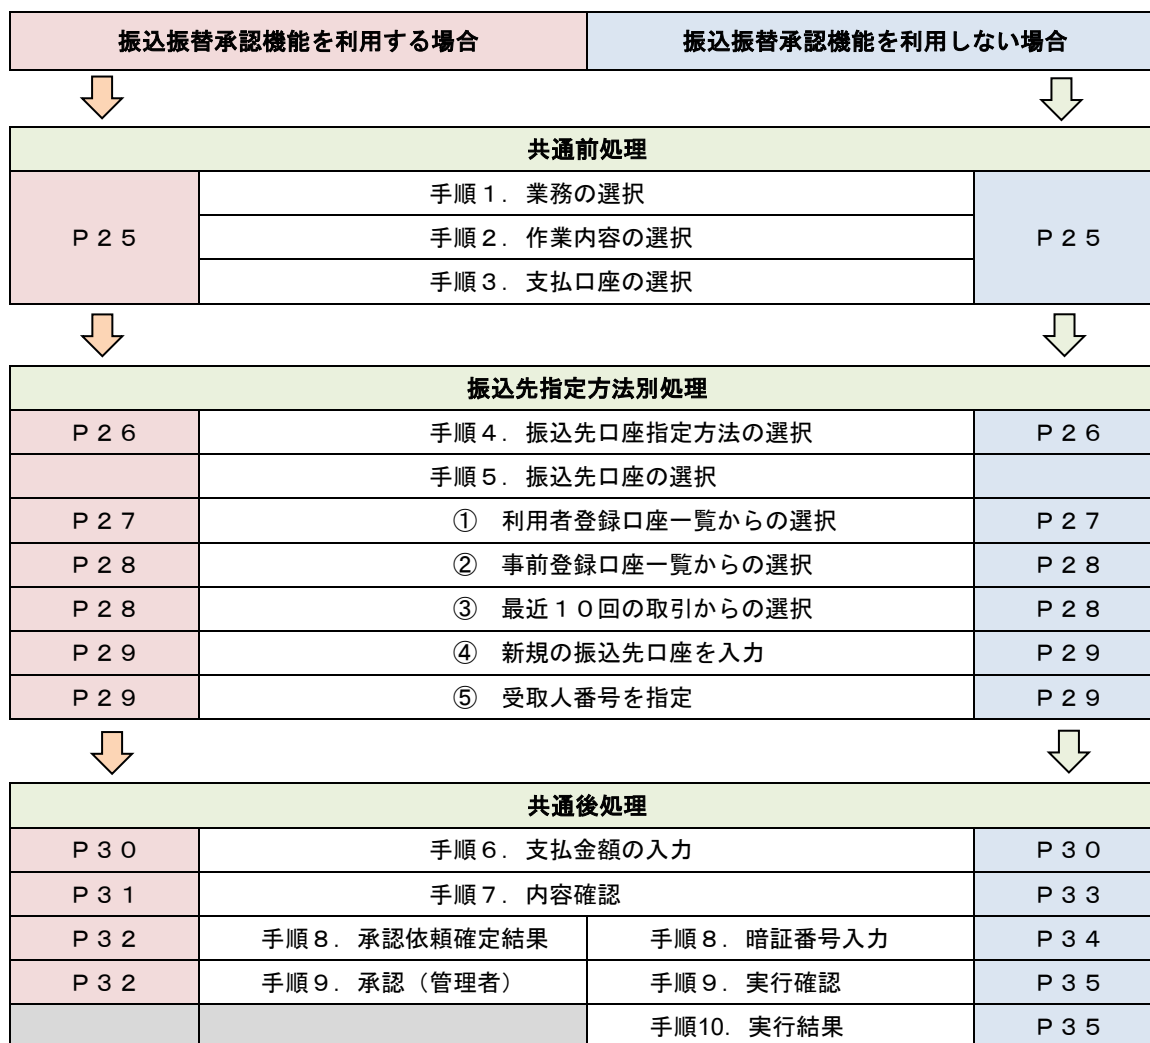 振込振替承認機能を利用する場合 振込振替承認機能を利用しない場合
共通前処理
手順１．業務の選択
Ｐ２５ 手順２．作業内容の選択 Ｐ２５
手順３．支払口座の選択
振込先指定方法別処理
Ｐ２６ 手順４．振込先口座指定方法の選択 Ｐ２６
手順５．振込先口座の選択
Ｐ２７ ① 利用者登録口座一覧からの選択 Ｐ２７
Ｐ２８ ② 事前登録口座一覧からの選択 Ｐ２８
Ｐ２８ ③ 最近１０回の取引からの選択 Ｐ２８
Ｐ２９ ④ 新規の振込先口座を入力 Ｐ２９
Ｐ２９ ⑤ 受取人番号を指定 Ｐ２９
共通後処理
Ｐ３０ 手順６．支払金額の入力 Ｐ３０
Ｐ３１ 手順７．内容確認 Ｐ３３
Ｐ３２ 手順８．承認依頼確定結果 手順８．暗証番号入力 Ｐ３４
Ｐ３２ 手順９．承認（管理者） 手順９．実行確認 Ｐ３５
手順10．実行結果 Ｐ３５